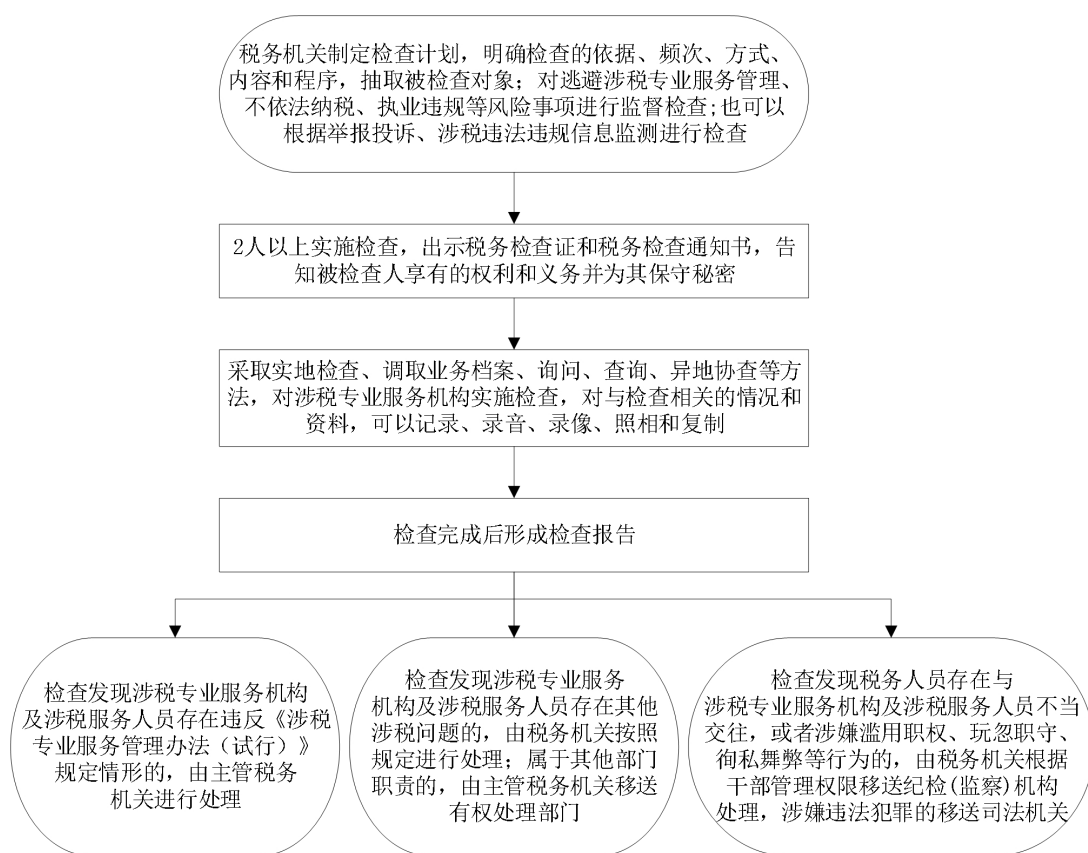 税务机关制定检查计划，明确检查的依据、频次、方式、
内容和程序，抽取被检查对象；对逃避涉税专业服务管理、
不依法纳税、执业违规等风险事项进行监督检查;也可以
根据举报投诉、涉税违法违规信息监测进行检查
2人以上实施检查，出示税务检查证和税务检查通知书，告
知被检查人享有的权利和义务并为其保守秘密
采取实地检查、调取业务档案、询问、查询、异地协查等方
法，对涉税专业服务机构实施检查，对与检查相关的情况和
资料，可以记录、录音、录像、照相和复制
检查完成后形成检查报告
检查发现涉税专业服务机构
及涉税服务人员存在违反《涉税
专业服务管理办法（试行）》
规定情形的，由主管税务
机关进行处理
检查发现涉税专业服务
机构及涉税服务人员存在其他
涉税问题的，由税务机关按照
规定进行处理；属于其他部门
职责的，由主管税务机关移送
有权处理部门
检查发现税务人员存在与
涉税专业服务机构及涉税服务人员不当
交往，或者涉嫌滥用职权、玩忽职守、
徇私舞弊等行为的，由税务机关根据
干部管理权限移送纪检(监察)机构
处理，涉嫌违法犯罪的移送司法机关